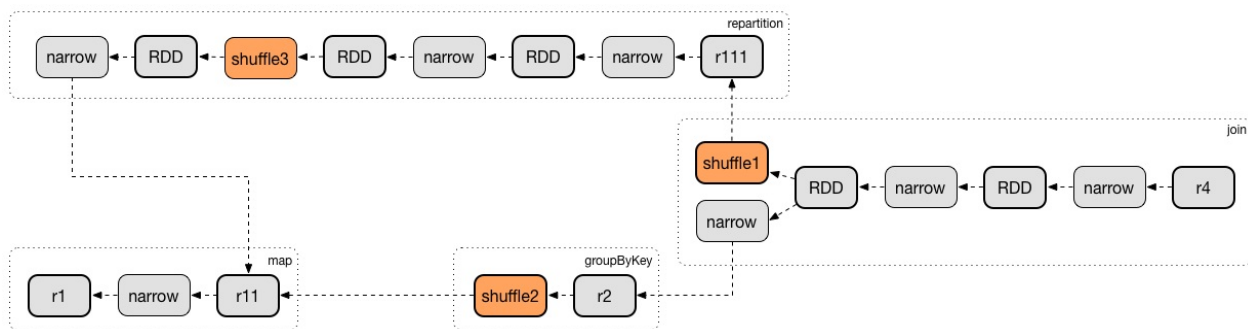 repartition
narrow RDD shuffle3 RDD narrow RDD narrow r111
join
shuffle1
RDD narrow RDD narrow r4
narrow
map
r1 narrow r11
groupByKey
shuffle2 r2